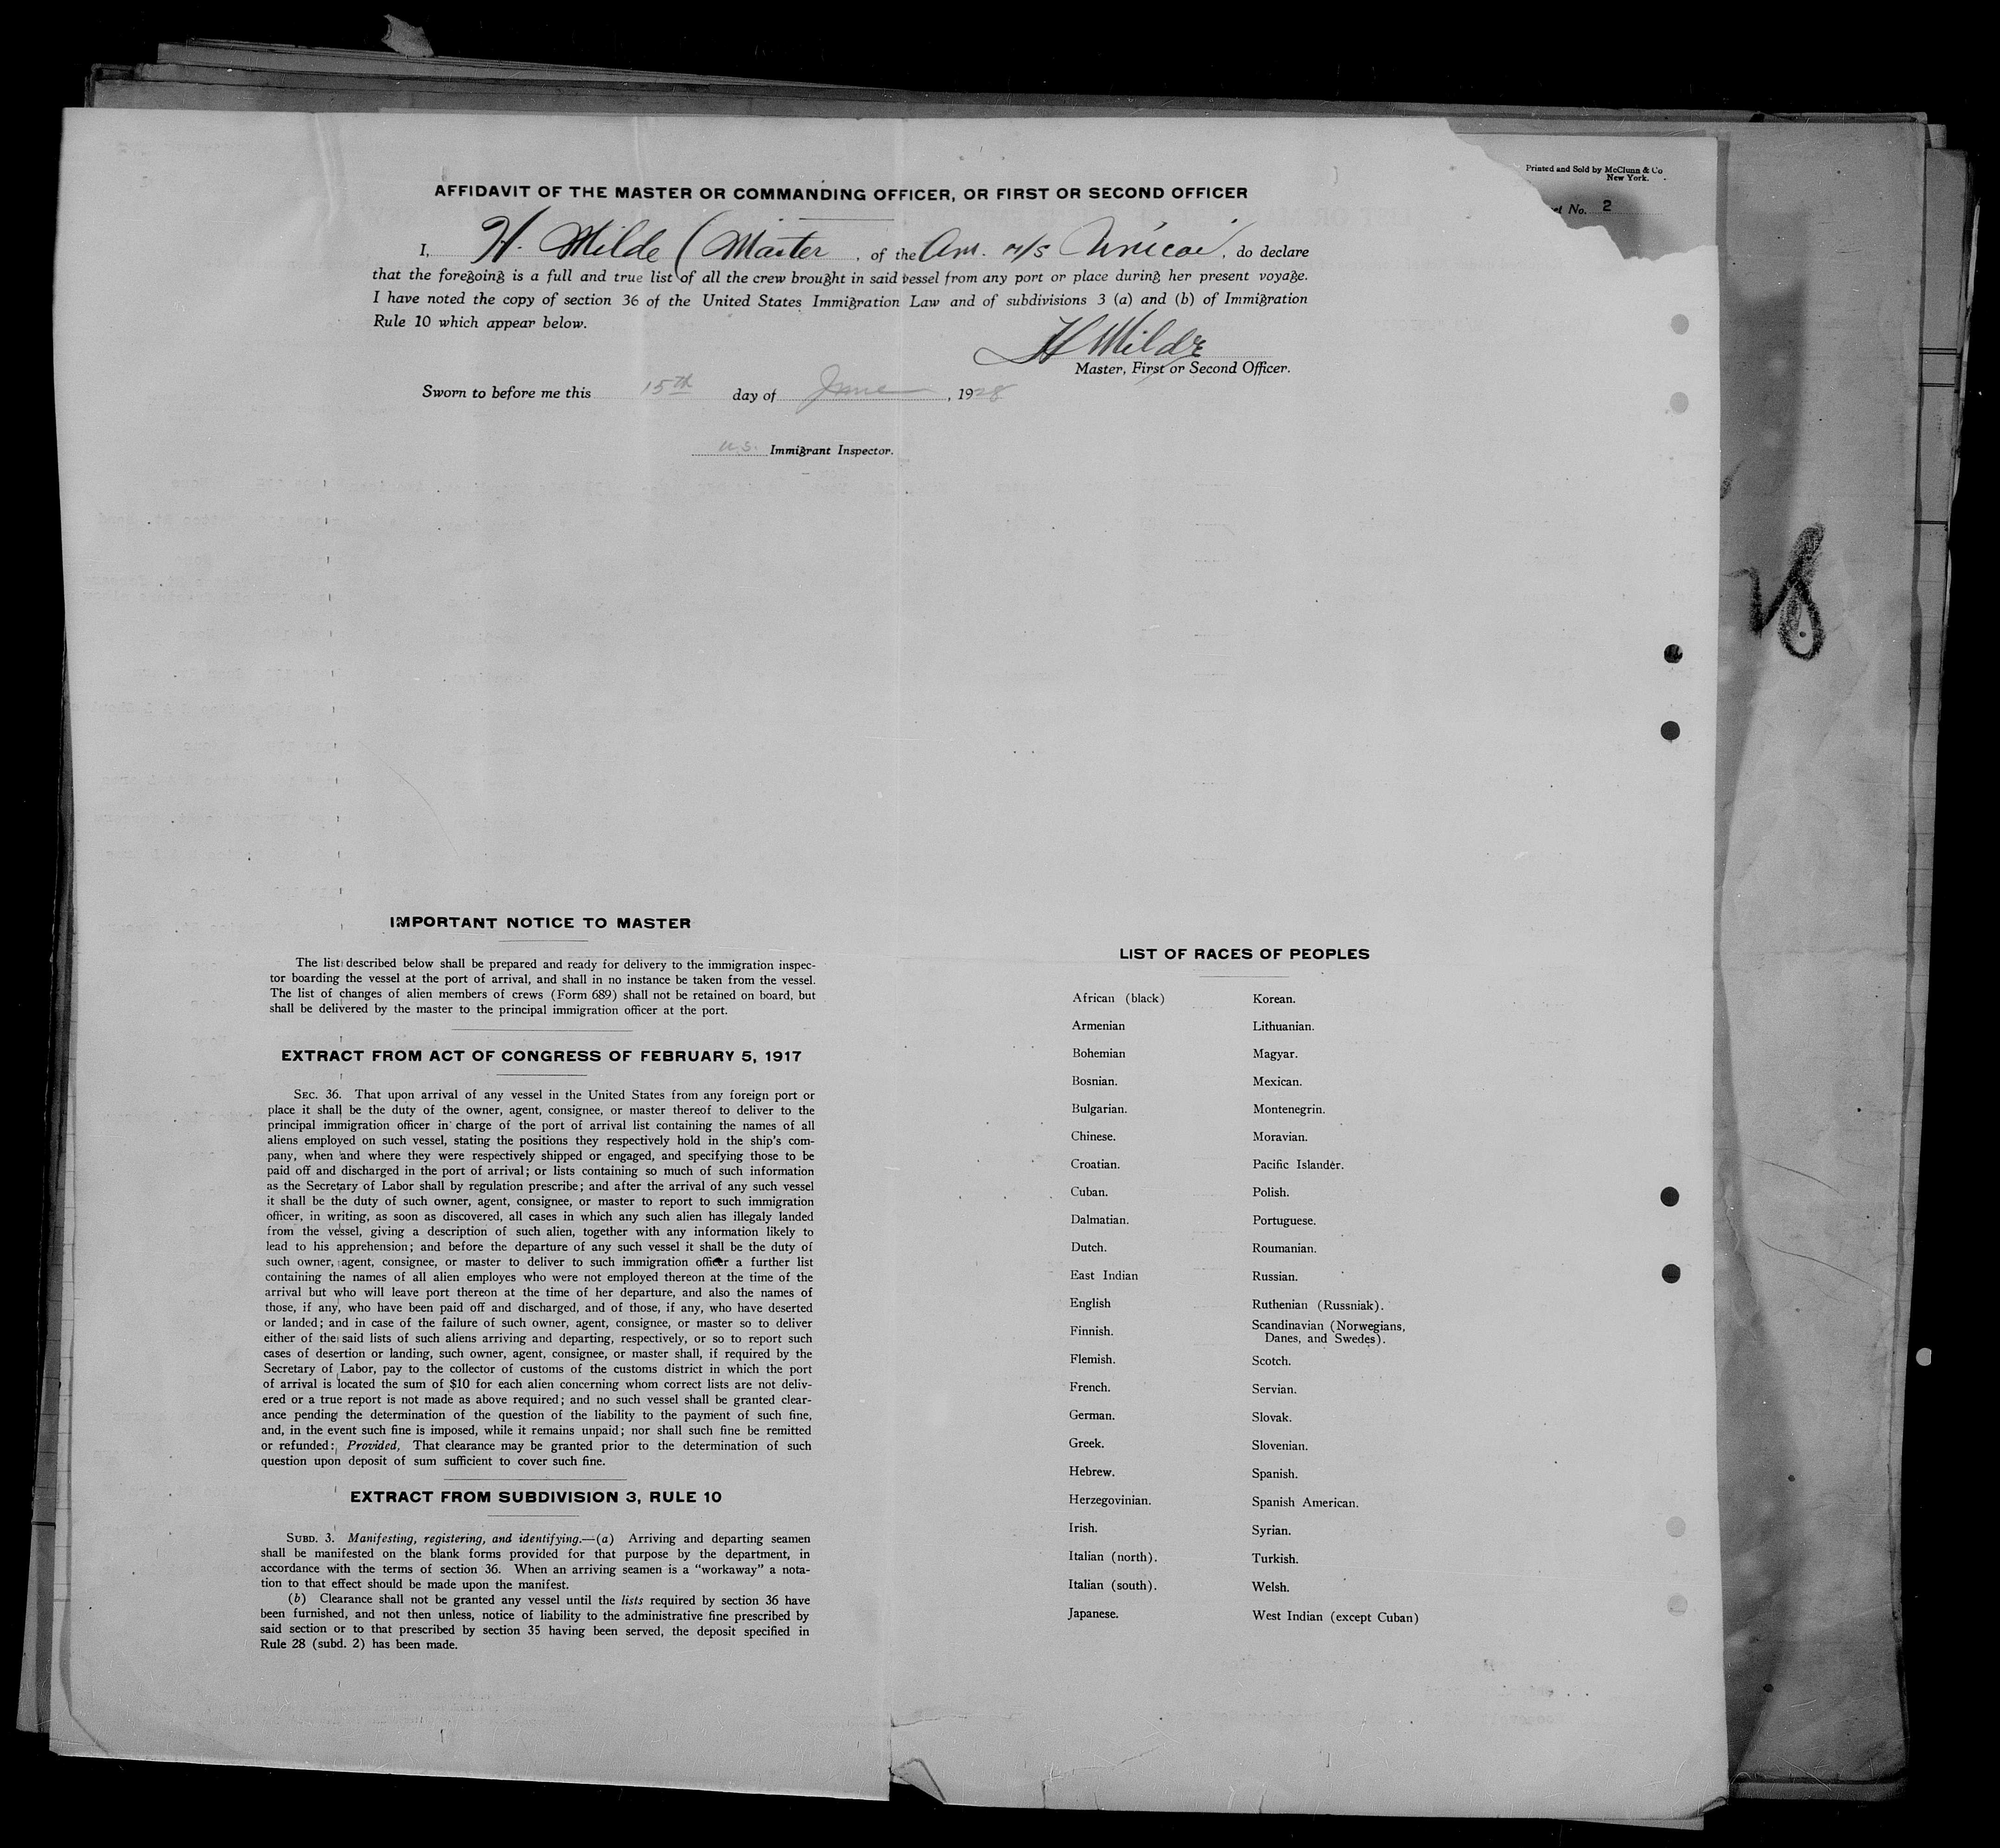 Printed and Sold by McClunn & Co
New York.
No. 2
AFFIDAVIT OF THE MASTER OR COMMANDING OFFICER, OR FIRST OR SECOND OFFICER
I, H. Milde (Master, of the Am. M/S Unicoi, do declare
that the foregoing is a full and true list of all the crew brought in said vessel from any port or place during her present voyage.
I have noted the copy of section 36 of the United States Immigration Law and of subdivisions 3 (a) and (b) of Immigration
Rule 10 which appear below.
H Milde
Master, First or Second Officer.
Sworn to before me this 15th day of June, 1928
U.S. Immigrant Inspector.
28
IMPORTANT NOTICE TO MASTER
The list described below shall be prepared and ready for delivery to the immigration inspec-
tor boarding the vessel at the port of arrival, and shall in no instance be taken from the vessel.
The list of changes of alien members of crews (Form 689) shall not be retained on board, but
shall be delivered by the master to the principal immigration officer at the port.
EXTRACT FROM ACT OF CONGRESS OF FEBRUARY 5, 1917
SEC. 36. That upon arrival of any vessel in the United States from any foreign port or
place it shall be the duty of the owner, agent, consignee, or master thereof to deliver to the
principal immigration officer in charge of the port of arrival list containing the names of all
aliens employed on such vessel, stating the positions they respectively hold in the ship's com-
pany, when and where they were respectively shipped or engaged, and specifying those to be
paid off and discharged in the port of arrival; or lists containing so much of such information
as the Secretary of Labor shall by regulation prescribe; and after the arrival of any such vessel
it shall be the duty of such owner, agent, consignee, or master to report to such immigration
officer, in writing, as soon as discovered, all cases in which any such alien has illegaly landed
from the vessel, giving a description of such alien, together with any information likely to
lead to his apprehension; and before the departure of any such vessel it shall be the duty of
such owner, agent, consignee, or master to deliver to such immigration officer a further list
containing the names of all alien employes who were not employed thereon at the time of the
arrival but who will leave port thereon at the time of her departure, and also the names of
those, if any, who have been paid off and discharged, and of those, if any, who have deserted
or landed; and in case of the failure of such owner, agent, consignee, or master so to deliver
either of the said lists of such aliens arriving and departing, respectively, or so to report such
cases of desertion or landing, such owner, agent, consignee, or master shall, if required by the
Secretary of Labor, pay to the collector of customs of the customs district in which the port
of arrival is located the sum of $10 for each alien concerning whom correct lists are not deliv-
ered or a true report is not made as above required; and no such vessel shall be granted clear-
ance pending the determination of the question of the liability to the payment of such fine,
and, in the event such fine is imposed, while it remains unpaid; nor shall such fine be remitted
or refunded: Provided, That clearance may be granted prior to the determination of such
question upon deposit of sum sufficient to cover such fine.
EXTRACT FROM SUBDIVISION 3, RULE 10
SUBD. 3. Manifesting, registering, and identifying.—(a) Arriving and departing seamen
shall be manifested on the blank forms provided for that purpose by the department, in
accordance with the terms of section 36. When an arriving seamen is a "workaway" a nota-
tion to that effect should be made upon the manifest.
(b) Clearance shall not be granted any vessel until the lists required by section 36 have
been furnished, and not then unless, notice of liability to the administrative fine prescribed by
said section or to that prescribed by section 35 having been served, the deposit specified in
Rule 28 (subd. 2) has been made.
LIST OF RACES OF PEOPLES
African (black) Korean.
Armenian Lithuanian.
Bohemian Magyar.
Bosnian. Mexican.
Bulgarian. Montenegrin.
Chinese. Moravian.
Croatian. Pacific Islander.
Cuban. Polish.
Dalmatian. Portuguese.
Dutch. Roumanian.
East Indian Russian.
English Ruthenian (Russniak).
Finnish. Scandinavian (Norwegians,
Danes, and Swedes).
Flemish. Scotch.
French. Servian.
German. Slovak.
Greek. Slovenian.
Hebrew. Spanish.
Herzegovinian. Spanish American.
Irish. Syrian.
Italian (north). Turkish.
Italian (south). Welsh.
Japanese. West Indian (except Cuban)